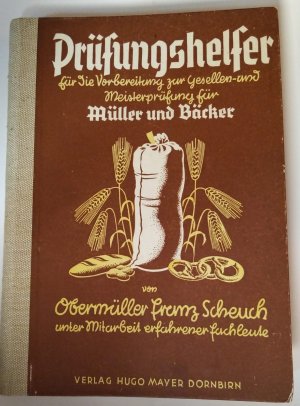 Prüfungshelfer
für die Vorbereitung zur Gesellen- und
Meisterprüfung für
Müller und Bäcker
von
Obermüller Franz Scheuch
unter Mitarbeit erfahrener Fachleute
VERLAG HUGO MAYER DORNBIRN